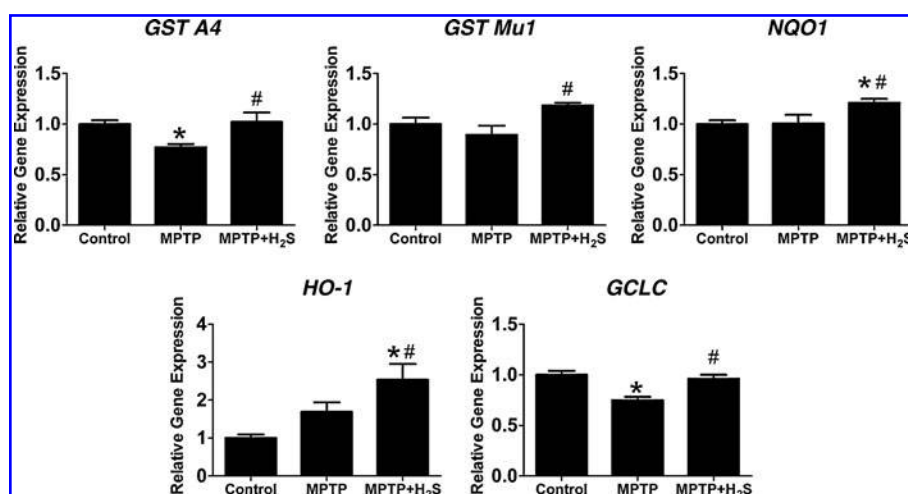 GST A4
GST Mu1
NQO1
Relative Gene Expression
1.5
1.0
0.5
0.0
*
#
Control MPTP MPTP+H₂S
Relative Gene Expression
1.5
1.0
0.5
0.0
#
Control MPTP MPTP+H₂S
Relative Gene Expression
1.5
1.0
0.5
0.0
*#
Control MPTP MPTP+H₂S
HO-1
GCLC
Relative Gene Expression
4
3
2
1
0
*#
Control MPTP MPTP+H₂S
Relative Gene Expression
1.5
1.0
0.5
0.0
*
#
Control MPTP MPTP+H₂S